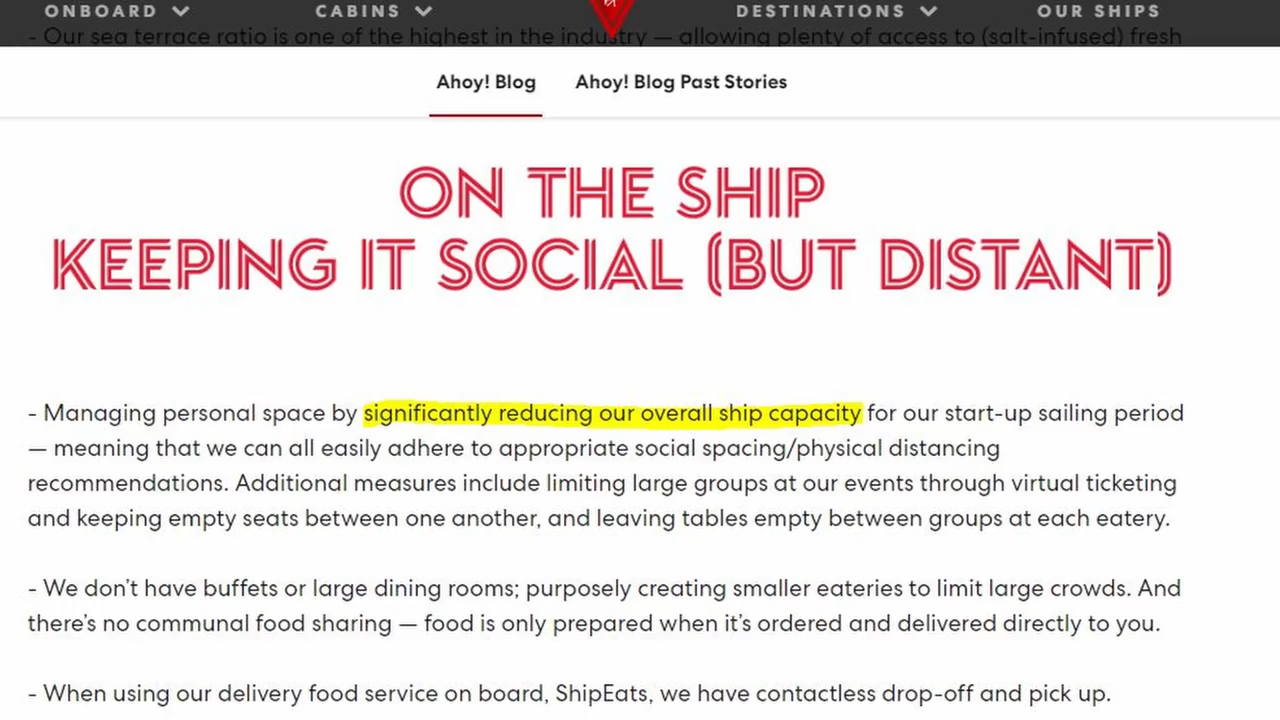 ONBOARD CABINS DESTINATIONS OUR SHIPS
- Our sea terrace ratio is one of the highest in the industry — allowing plenty of access to (salt-infused) fresh
Ahoy! Blog Ahoy! Blog Past Stories
ON THE SHIP
KEEPING IT SOCIAL (BUT DISTANT)
- Managing personal space by significantly reducing our overall ship capacity for our start-up sailing period
— meaning that we can all easily adhere to appropriate social spacing/physical distancing
recommendations. Additional measures include limiting large groups at our events through virtual ticketing
and keeping empty seats between one another, and leaving tables empty between groups at each eatery.
- We don’t have buffets or large dining rooms; purposely creating smaller eateries to limit large crowds. And
there’s no communal food sharing — food is only prepared when it’s ordered and delivered directly to you.
- When using our delivery food service on board, ShipEats, we have contactless drop-off and pick up.